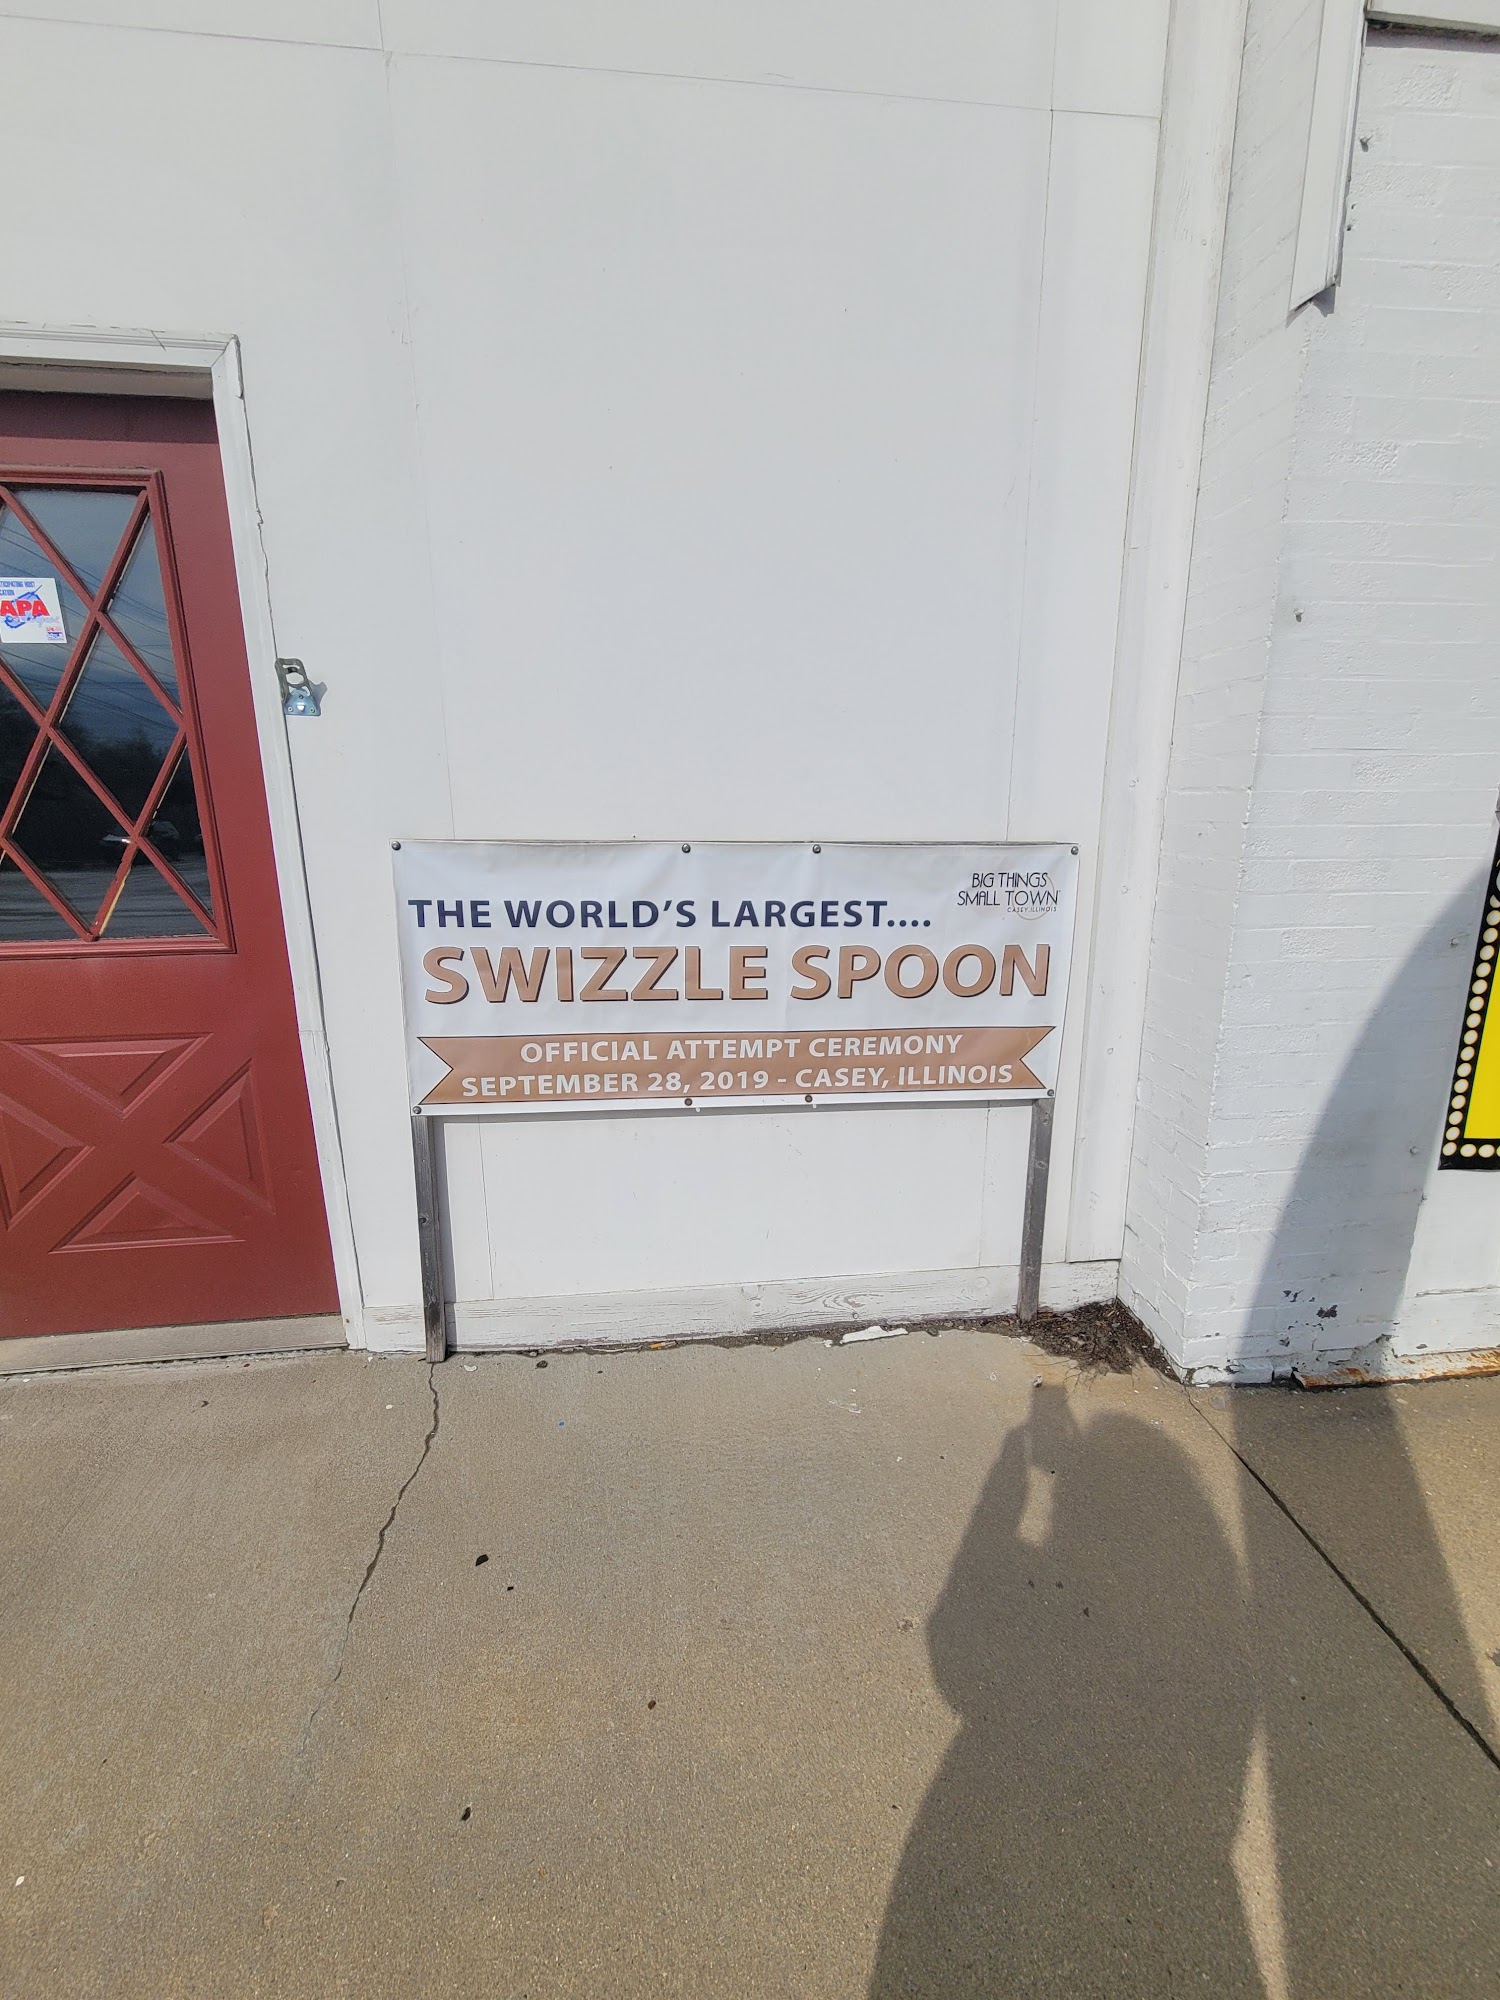 BIG THINGS
SMALL TOWN
CASEY, ILLINOIS
THE WORLD'S LARGEST....
SWIZZLE SPOON
OFFICIAL ATTEMPT CEREMONY
SEPTEMBER 28, 2019 - CASEY, ILLINOIS
APA